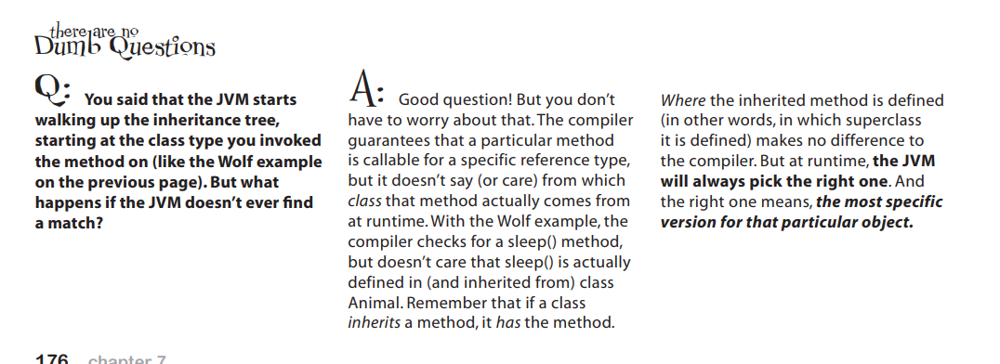 there are no
Dumb Questions
Q: You said that the JVM starts
walking up the inheritance tree,
starting at the class type you invoked
the method on (like the Wolf example
on the previous page). But what
happens if the JVM doesn’t ever find
a match?
A: Good question! But you don’t
have to worry about that. The compiler
guarantees that a particular method
is callable for a specific reference type,
but it doesn’t say (or care) from which
class that method actually comes from
at runtime. With the Wolf example, the
compiler checks for a sleep() method,
but doesn’t care that sleep() is actually
defined in (and inherited from) class
Animal. Remember that if a class
inherits a method, it has the method.
Where the inherited method is defined
(in other words, in which superclass
it is defined) makes no difference to
the compiler. But at runtime, the JVM
will always pick the right one. And
the right one means, the most specific
version for that particular object.
176 chapter 7